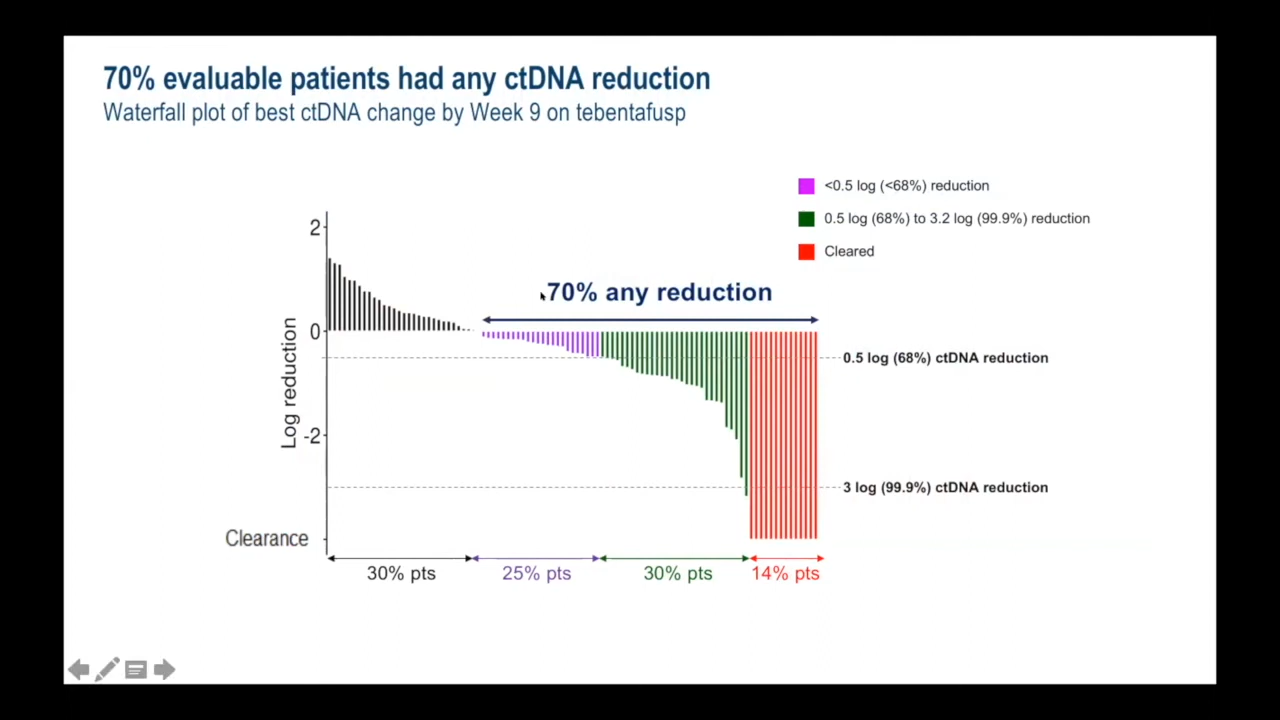 70% evaluable patients had any ctDNA reduction
Waterfall plot of best ctDNA change by Week 9 on tebentafusp
<0.5 log (<68%) reduction
0.5 log (68%) to 3.2 log (99.9%) reduction
Cleared
2
70% any reduction
0
0.5 log (68%) ctDNA reduction
Log reduction
-2
3 log (99.9%) ctDNA reduction
Clearance
30% pts
25% pts
30% pts
14% pts